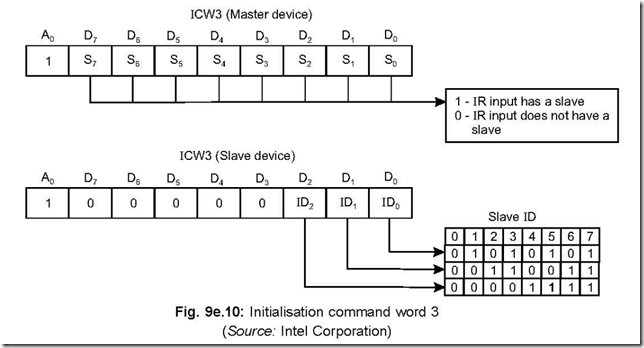 ICW3 (Master device)
A0 D7 D6 D5 D4 D3 D2 D1 D0
1 S7 S6 S5 S4 S3 S2 S1 S0
1 - IR input has a slave
0 - IR input does not have a
slave
ICW3 (Slave device)
A0 D7 D6 D5 D4 D3 D2 D1 D0
1 0 0 0 0 0 ID2 ID1 ID0
Slave ID
0 1 2 3 4 5 6 7
0 1 0 1 0 1 0 1
0 0 1 1 0 0 1 1
0 0 0 0 1 1 1 1
Fig. 9e.10: Initialisation command word 3
(Source: Intel Corporation)